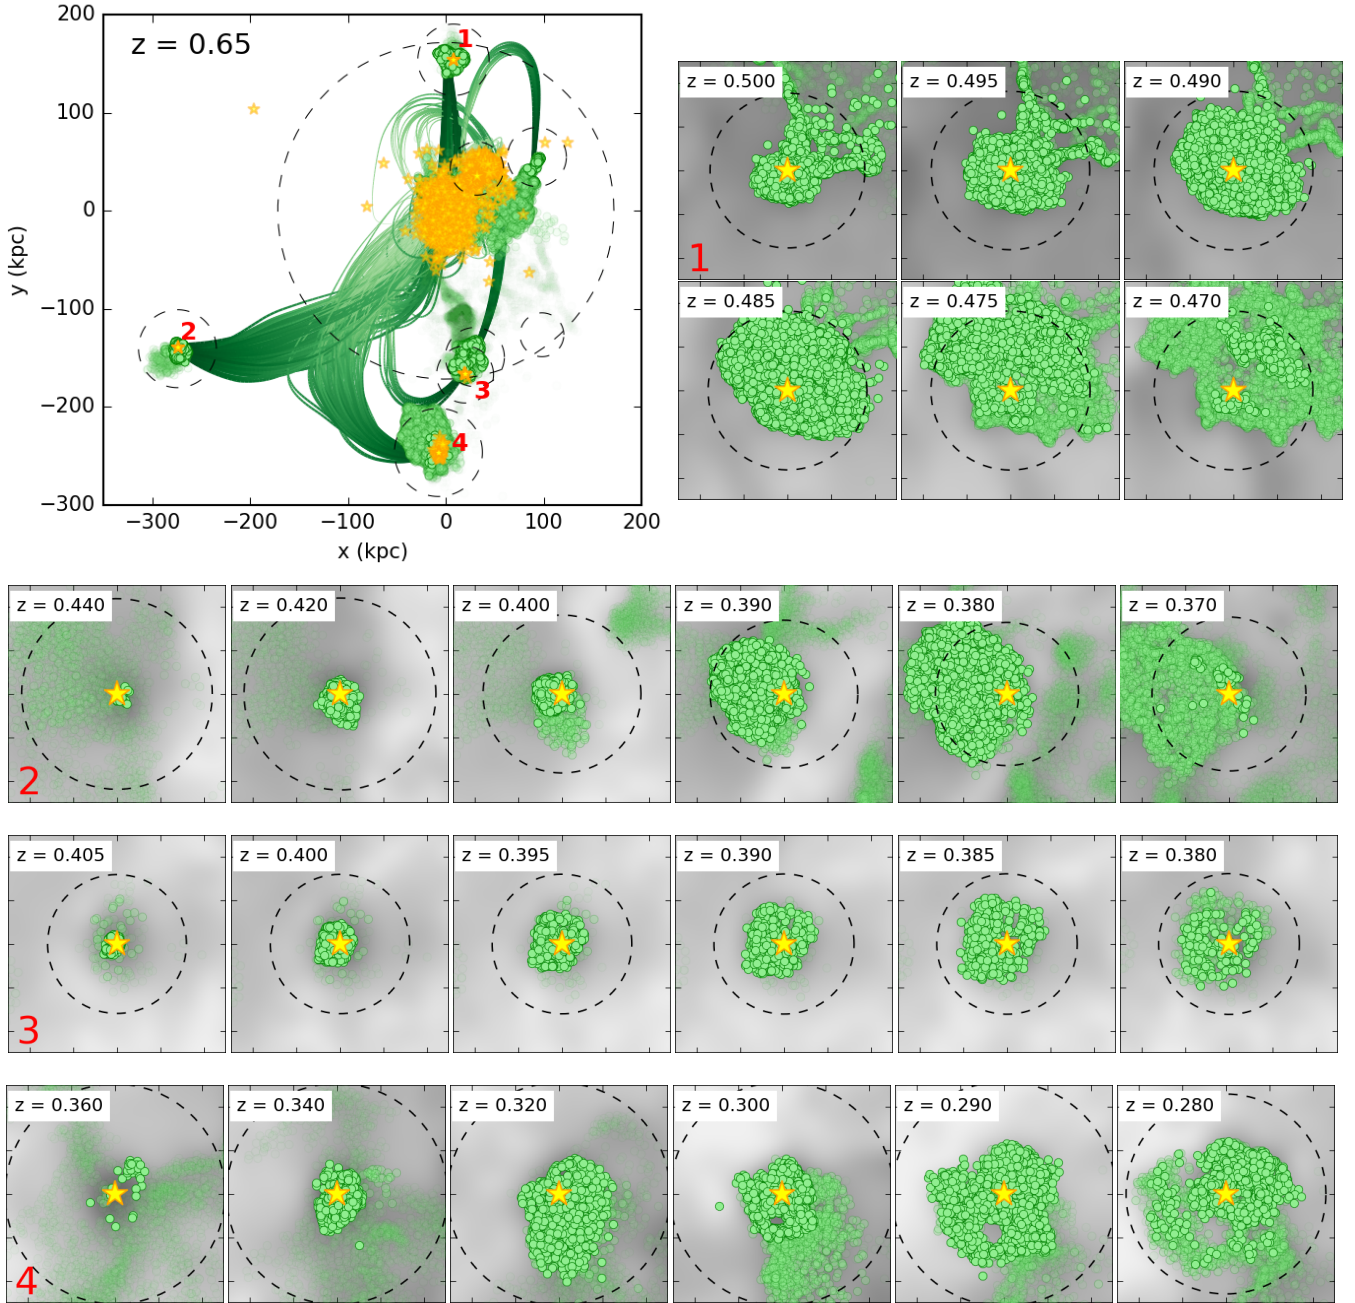 z = 0.65
200
100
0
−100
−200
−300
y (kpc)
−300 −200 −100 0 100 200
x (kpc)
1
2
3
4
z = 0.500 z = 0.495 z = 0.490
1
z = 0.485 z = 0.475 z = 0.470
z = 0.440 z = 0.420 z = 0.400 z = 0.390 z = 0.380 z = 0.370
2
z = 0.405 z = 0.400 z = 0.395 z = 0.390 z = 0.385 z = 0.380
3
z = 0.360 z = 0.340 z = 0.320 z = 0.300 z = 0.290 z = 0.280
4